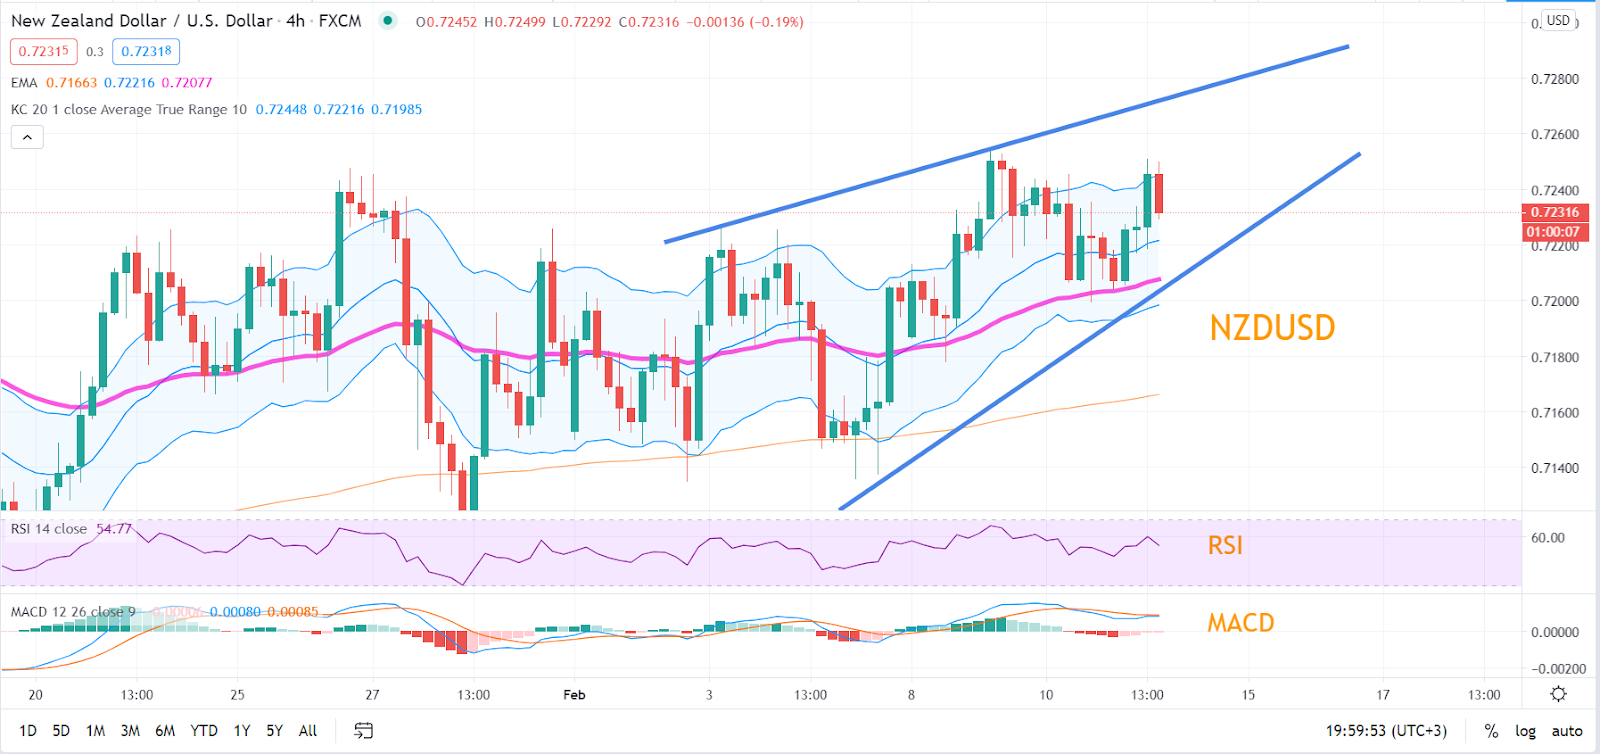 New Zealand Dollar / U.S. Dollar · 4h · FXCM O0.72452 H0.72499 L0.72292 C0.72316 −0.00136 (−0.19%)
USD
0.72315 0.3 0.72318
EMA 0.71663 0.72216 0.72077
KC 20 1 close Average True Range 10 0.72448 0.72216 0.71985
0.72800
0.72600
0.72400
0.72316
01:00:07
0.72200
0.72000
0.71800
0.71600
0.71400
NZDUSD
RSI 14 close 54.77
60.00
RSI
MACD 12 26 close 9 −0.00006 0.00080 0.00085
MACD
0.00000
−0.00200
20 13:00 25 27 13:00 Feb 3 13:00 8 10 13:00 15 17 13:00
1D 5D 1M 3M 6M YTD 1Y 5Y All 19:59:53 (UTC+3) % log auto